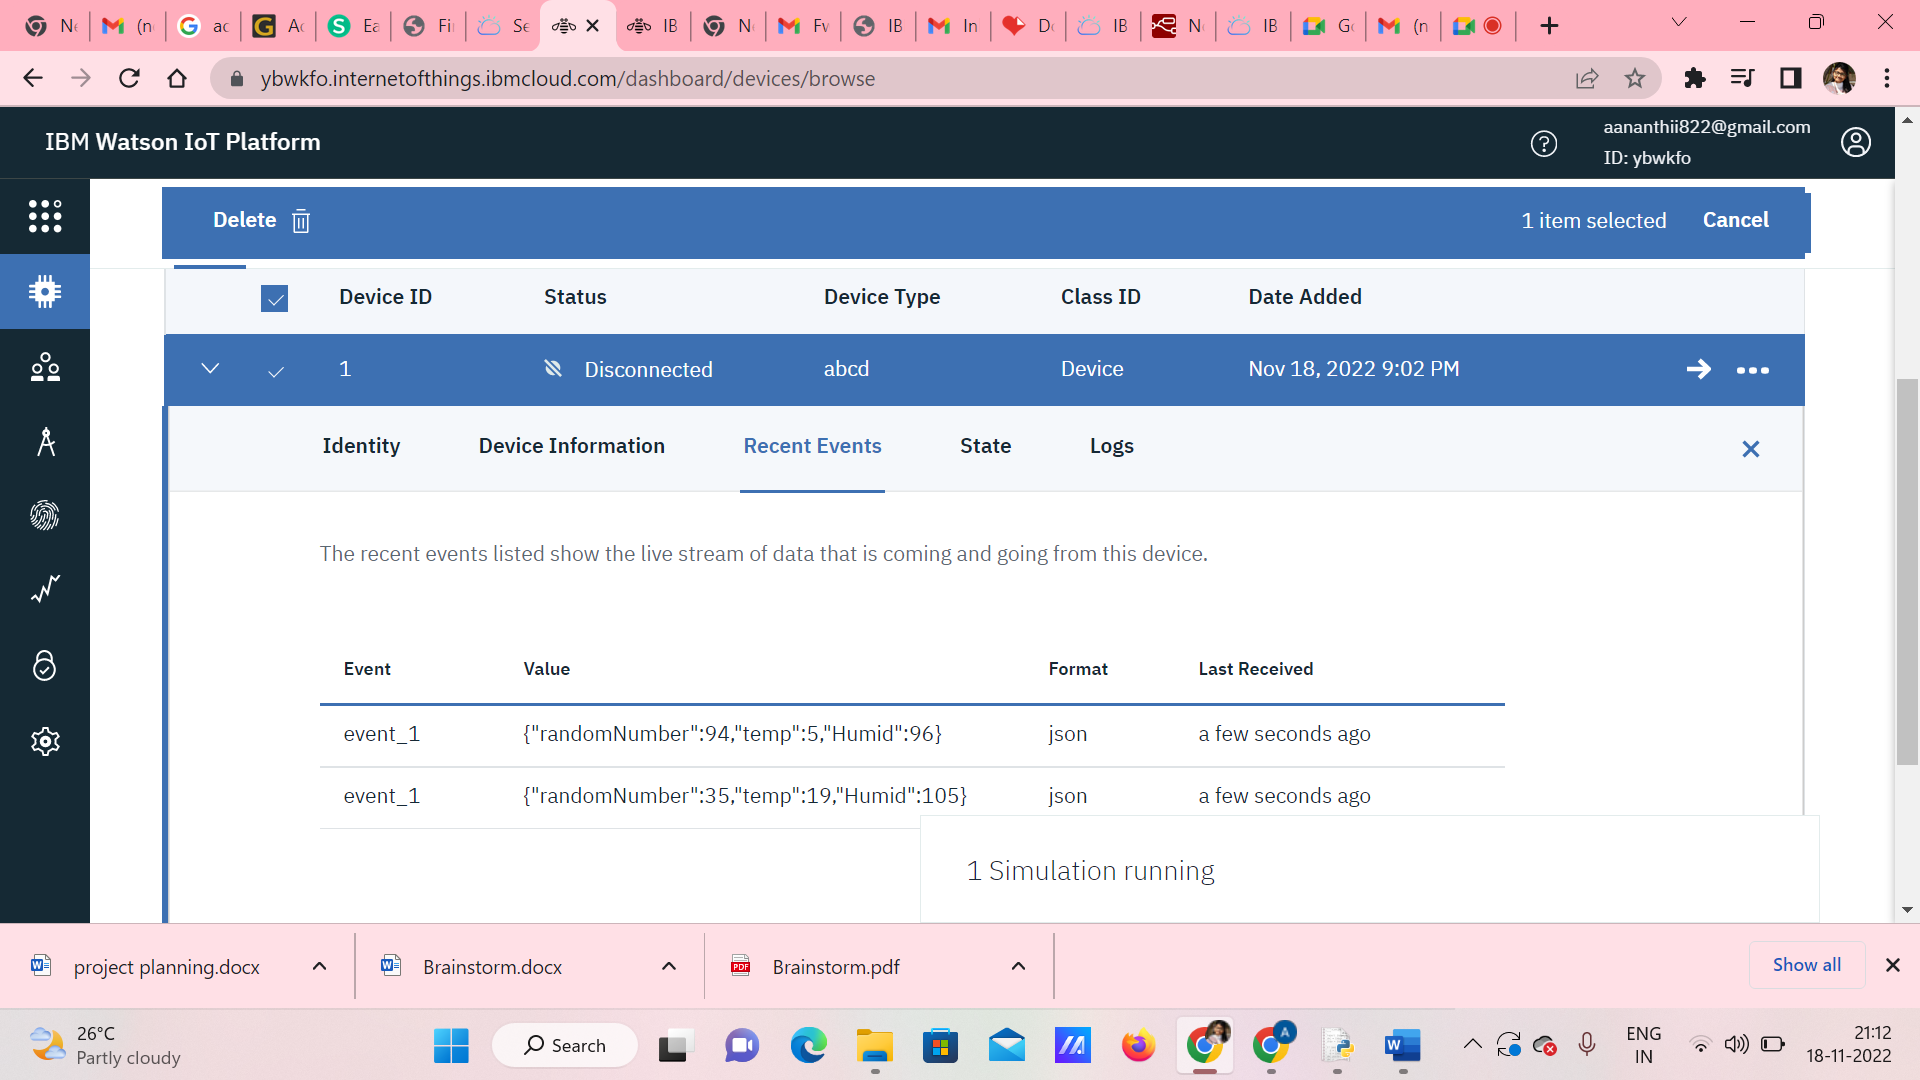 Ne
(n
ac
Ac
Ea
Fi
Se
IB
Ne
Fw
IB
In
Do
IB
No
IB
Go
(n
ybwkfo.internetofthings.ibmcloud.com/dashboard/devices/browse
IBM Watson IoT Platform
aananthii822@gmail.com
ID: ybwkfo
Delete
1 item selected
Cancel
Device ID
Status
Device Type
Class ID
Date Added
1
Disconnected
abcd
Device
Nov 18, 2022 9:02 PM
Identity
Device Information
Recent Events
State
Logs
The recent events listed show the live stream of data that is coming and going from this device.
Event
Value
Format
Last Received
event_1
{"randomNumber":94,"temp":5,"Humid":96}
json
a few seconds ago
event_1
{"randomNumber":35,"temp":19,"Humid":105}
json
a few seconds ago
1 Simulation running
project planning.docx
Brainstorm.docx
PDF
Brainstorm.pdf
Show all
26°C
Partly cloudy
Search
A
ENG
IN
21:12
18-11-2022